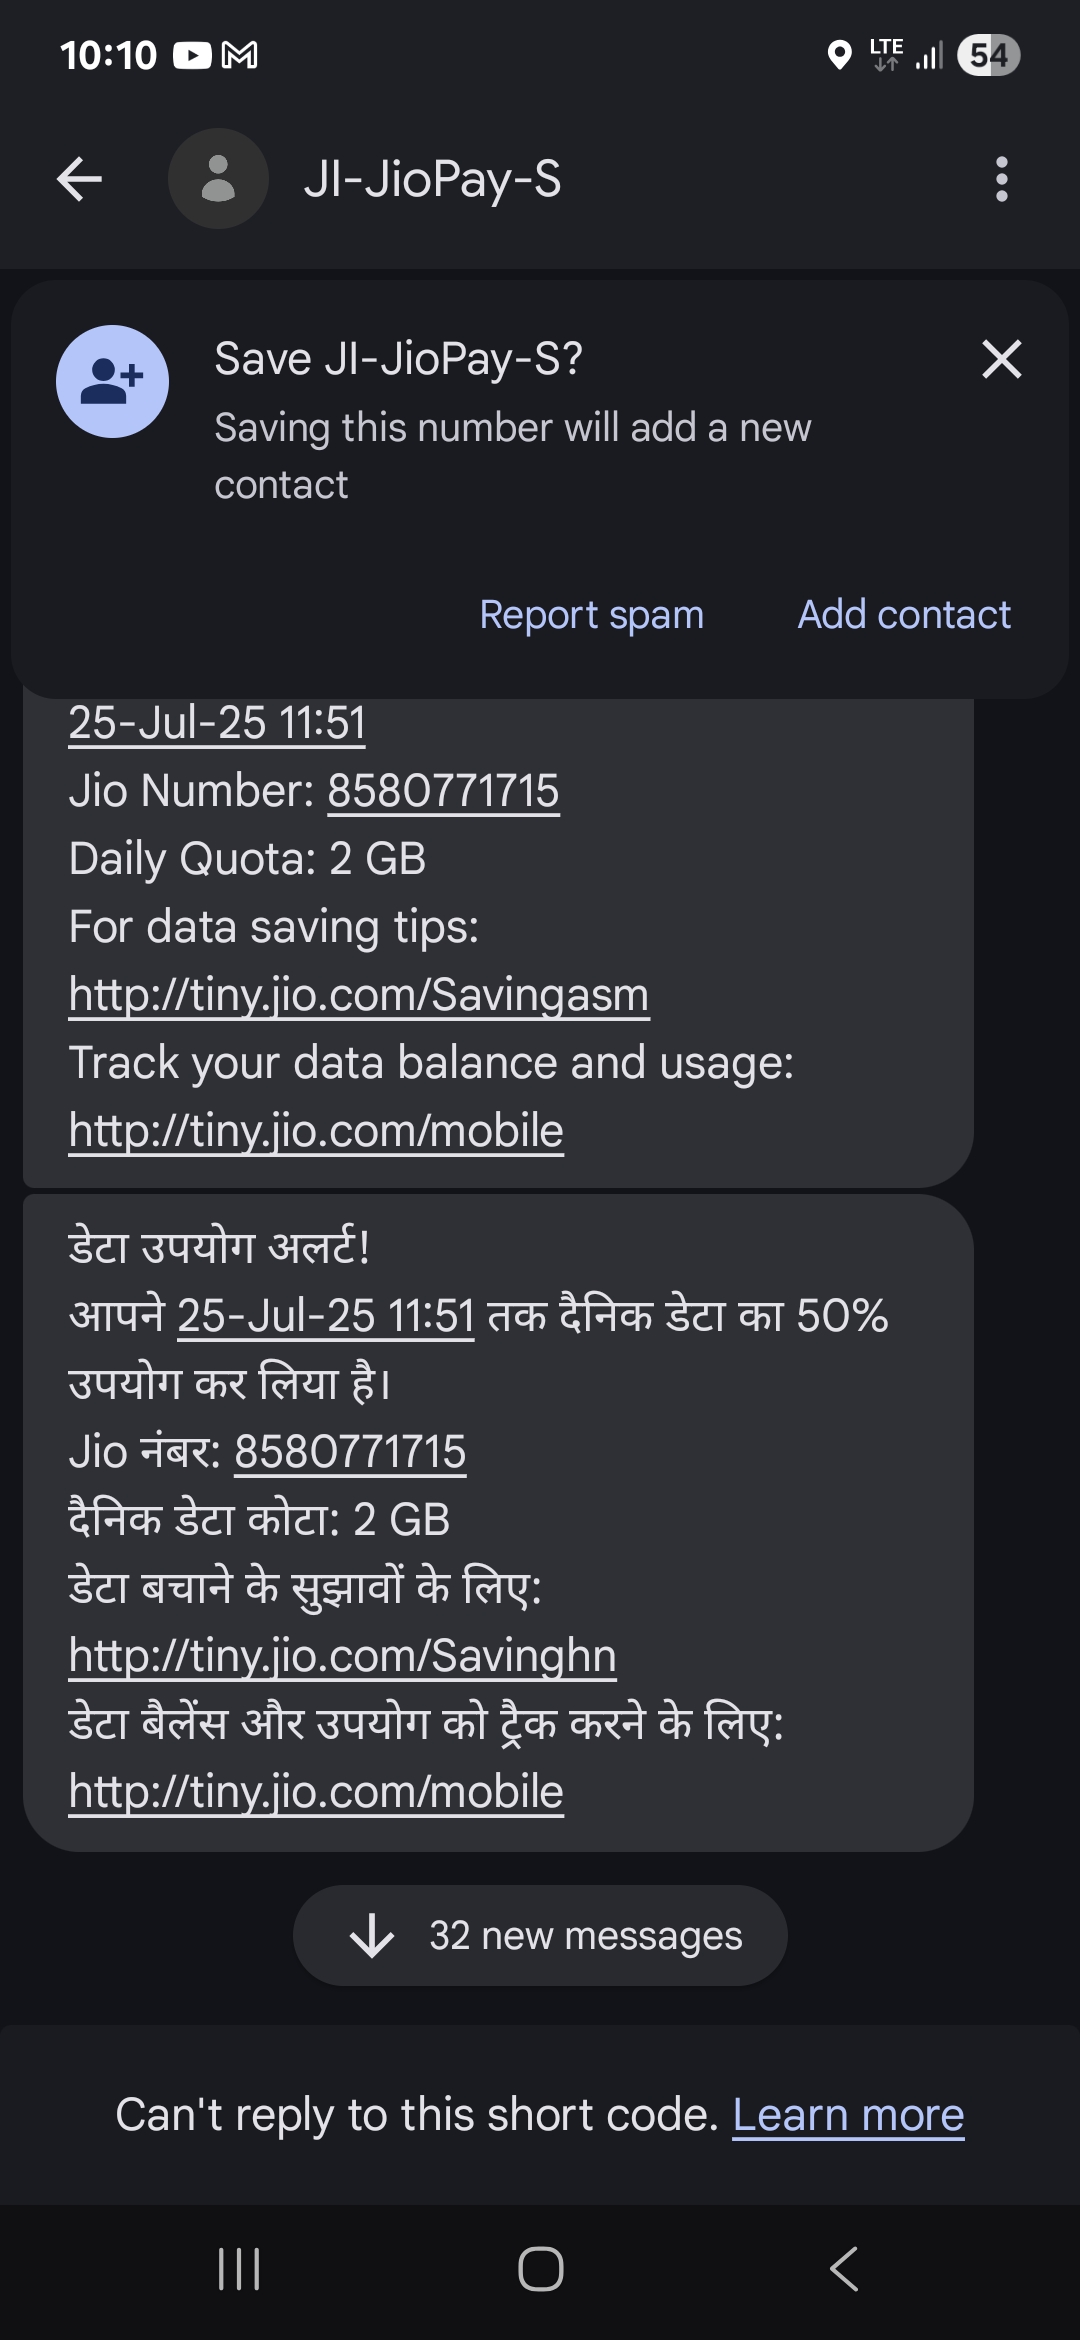 10:10
LTE
54
JI-JioPay-S
Save JI-JioPay-S?
Saving this number will add a new
contact
Report spam
Add contact
25-Jul-25 11:51
Jio Number: 8580771715
Daily Quota: 2 GB
For data saving tips:
http://tiny.jio.com/Savingasm
Track your data balance and usage:
http://tiny.jio.com/mobile
डेटा उपयोग अलर्ट!
आपने 25-Jul-25 11:51 तक दैनिक डेटा का 50%
उपयोग कर लिया है।
Jio नंबर: 8580771715
दैनिक डेटा कोटा: 2 GB
डेटा बचाने के सुझावों के लिए:
http://tiny.jio.com/Savinghn
डेटा बैलेंस और उपयोग को ट्रैक करने के लिए:
http://tiny.jio.com/mobile
32 new messages
Can't reply to this short code. Learn more